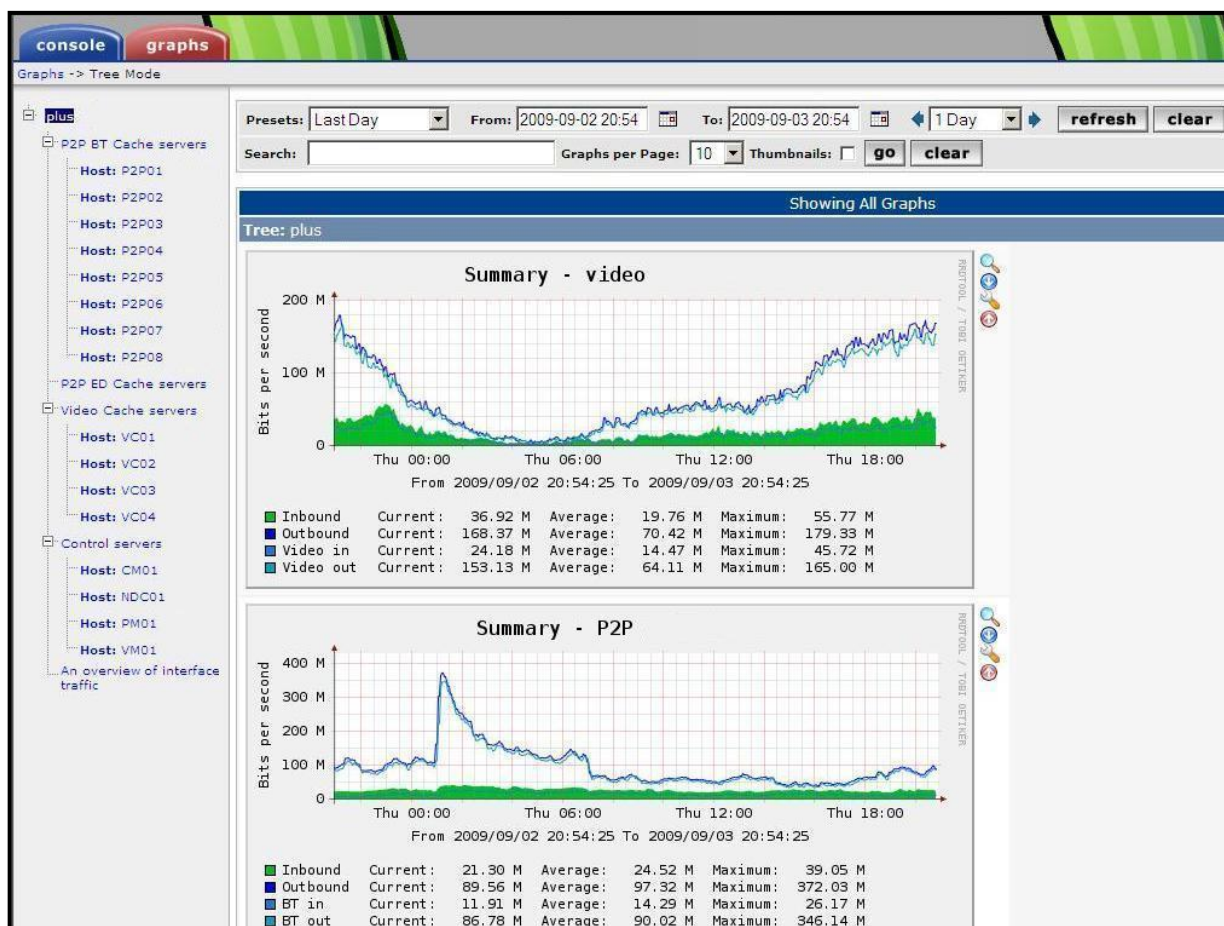 console graphs
Graphs -> Tree Mode
plus
P2P BT Cache servers
Host: P2P01
Host: P2P02
Host: P2P03
Host: P2P04
Host: P2P05
Host: P2P06
Host: P2P07
Host: P2P08
P2P ED Cache servers
Video Cache servers
Host: VC01
Host: VC02
Host: VC03
Host: VC04
Control servers
Host: CM01
Host: NDC01
Host: PM01
Host: VM01
An overview of interface
traffic
Presets: Last Day From: 2009-09-02 20:54 To: 2009-09-03 20:54 1 Day refresh clear
Search: Graphs per Page: 10 Thumbnails: go clear
Showing All Graphs
Tree: plus
Summary - video
RRDTOOL / TOBI OETIKER
Bits per second
200 M
100 M
0
Thu 00:00 Thu 06:00 Thu 12:00 Thu 18:00
From 2009/09/02 20:54:25 To 2009/09/03 20:54:25
Inbound Current: 36.92 M Average: 19.76 M Maximum: 55.77 M
Outbound Current: 168.37 M Average: 70.42 M Maximum: 179.33 M
Video in Current: 24.18 M Average: 14.47 M Maximum: 45.72 M
Video out Current: 153.13 M Average: 64.11 M Maximum: 165.00 M
Summary - P2P
RRDTOOL / TOBI OETIKER
Bits per second
400 M
300 M
200 M
100 M
0
Thu 00:00 Thu 06:00 Thu 12:00 Thu 18:00
From 2009/09/02 20:54:25 To 2009/09/03 20:54:25
Inbound Current: 21.30 M Average: 24.52 M Maximum: 39.05 M
Outbound Current: 89.56 M Average: 97.32 M Maximum: 372.03 M
BT in Current: 11.91 M Average: 14.29 M Maximum: 26.17 M
BT out Current: 86.78 M Average: 90.02 M Maximum: 346.14 M